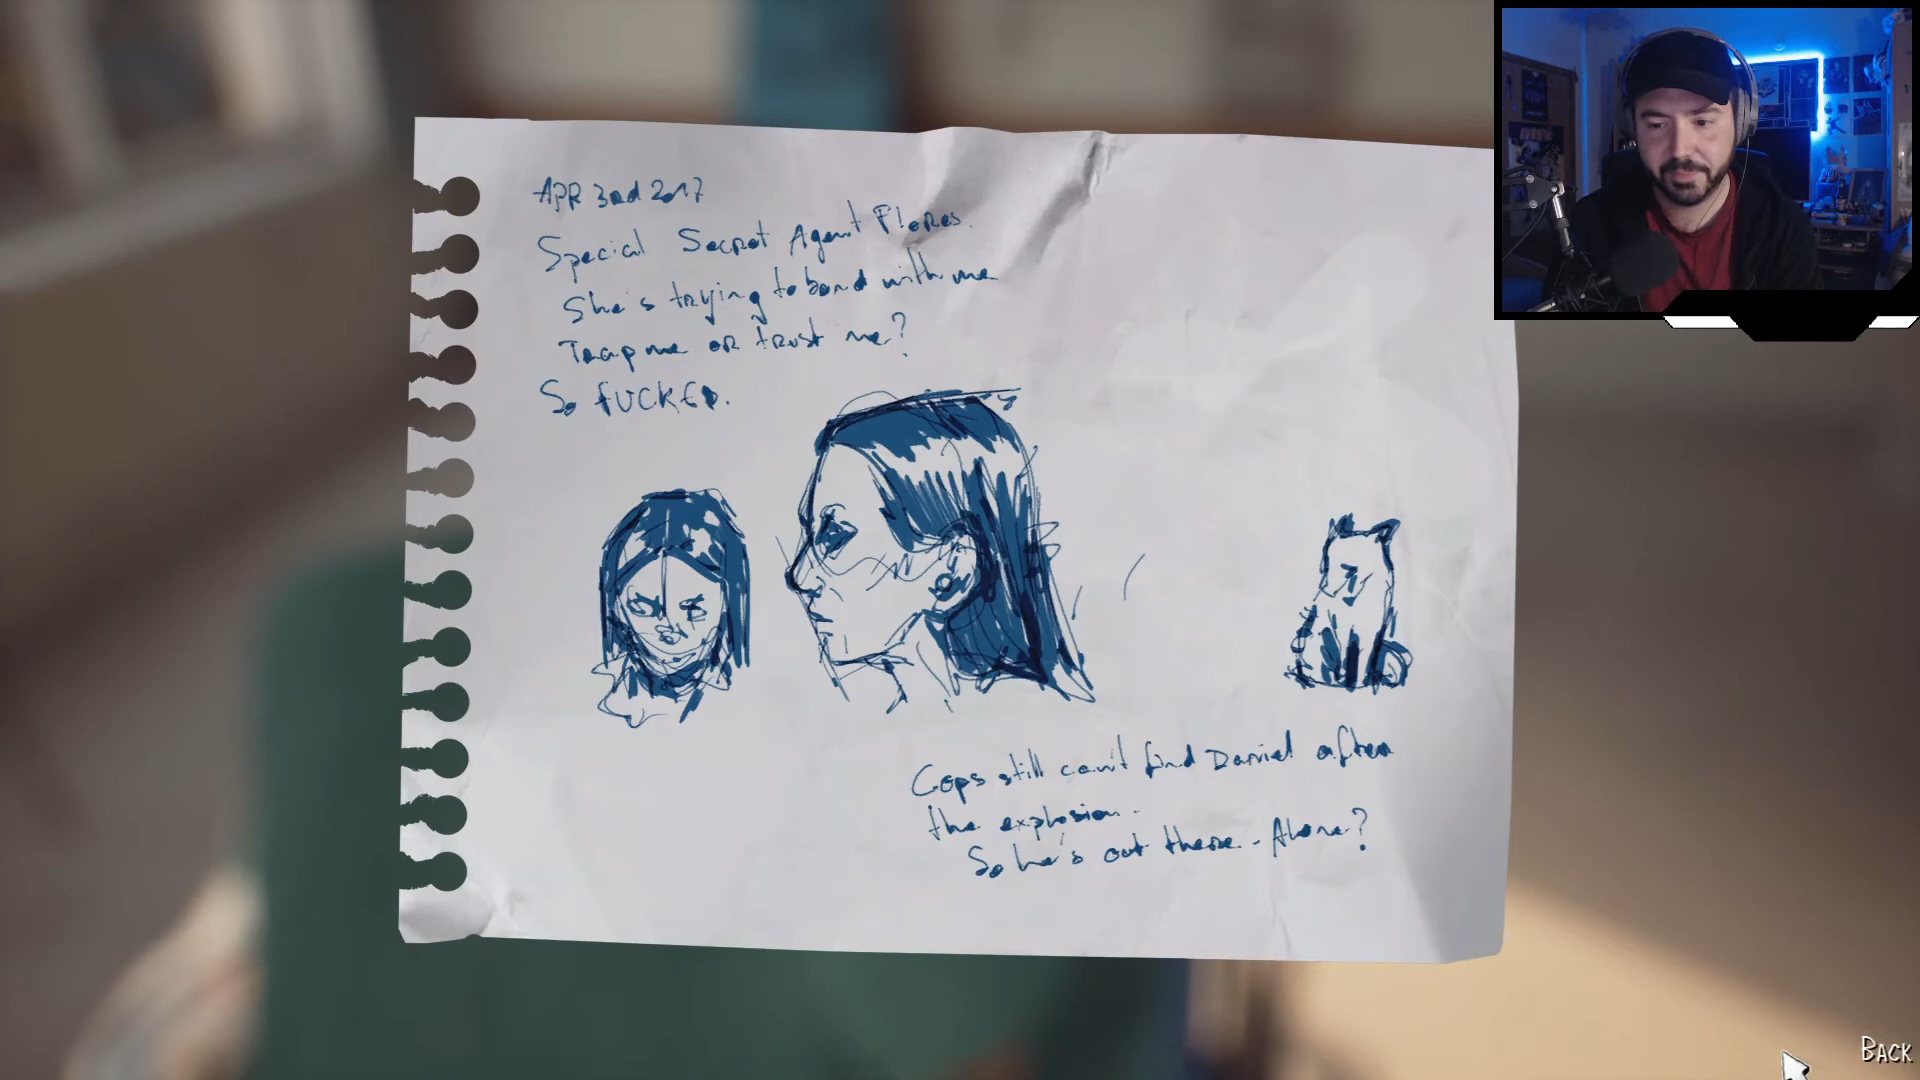 APR 3rd 2017
Special Secret Agent Flores.
She's trying to bond with me
Trap me or trust me?
So fUCKED.
Cops still can't find Daniel after
the explosion.
So he's out there. Alone?
BACK